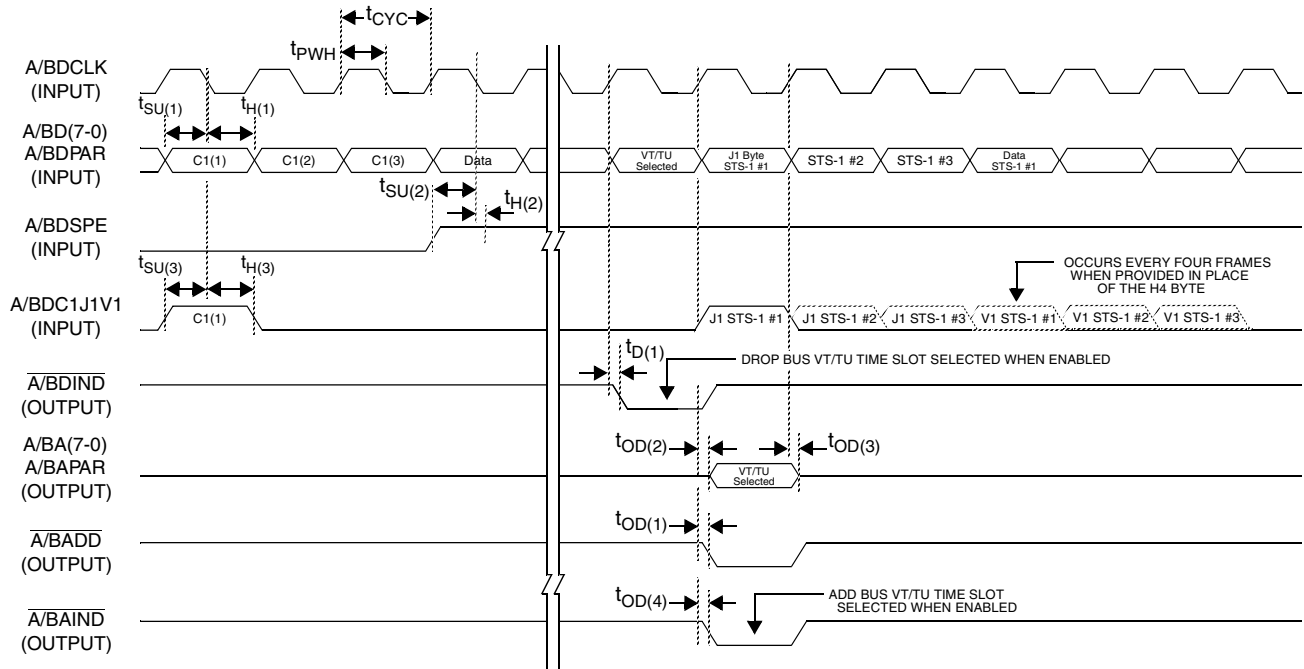 tCYC
tPWH
A/BDCLK
(INPUT)
tSU(1)
tH(1)
A/BD(7-0)
A/BDPAR
(INPUT)
C1(1)
C1(2)
C1(3)
Data
VT/TU
Selected
J1 Byte
STS-1 #1
STS-1 #2
STS-1 #3
Data
STS-1 #1
tSU(2)
tH(2)
A/BDSPE
(INPUT)
tSU(3)
tH(3)
OCCURS EVERY FOUR FRAMES
WHEN PROVIDED IN PLACE
OF THE H4 BYTE
A/BDC1J1V1
(INPUT)
C1(1)
J1 STS-1 #1
J1 STS-1 #2
J1 STS-1 #3
V1 STS-1 #1
V1 STS-1 #2
V1 STS-1 #3
tD(1)
DROP BUS VT/TU TIME SLOT SELECTED WHEN ENABLED
A/BDIND
(OUTPUT)
A/BA(7-0)
A/BAPAR
(OUTPUT)
tOD(2)
tOD(3)
VT/TU
Selected
tOD(1)
A/BADD
(OUTPUT)
tOD(4)
ADD BUS VT/TU TIME SLOT
SELECTED WHEN ENABLED
A/BAIND
(OUTPUT)